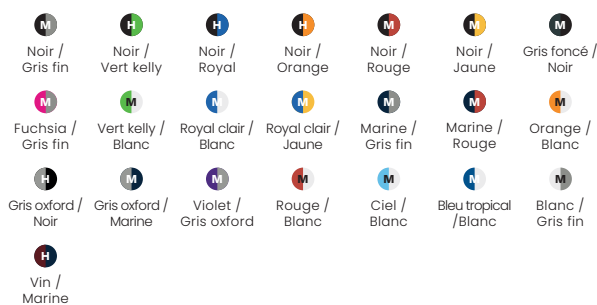 M H H H M M M
Noir / Noir / Noir / Noir / Noir / Noir / Gris foncé /
Gris fin Vert kelly Royal Orange Rouge Jaune Noir
M M M M M M M
Fuchsia / Vert kelly / Royal clair / Royal clair / Marine / Marine / Orange /
Gris fin Blanc Blanc Jaune Gris fin Rouge Blanc
H M M M M M M
Gris oxford / Gris oxford / Violet / Rouge / Ciel / Bleu tropical Blanc /
Noir Marine Gris oxford Blanc Blanc /Blanc Gris fin
H
Vin /
Marine